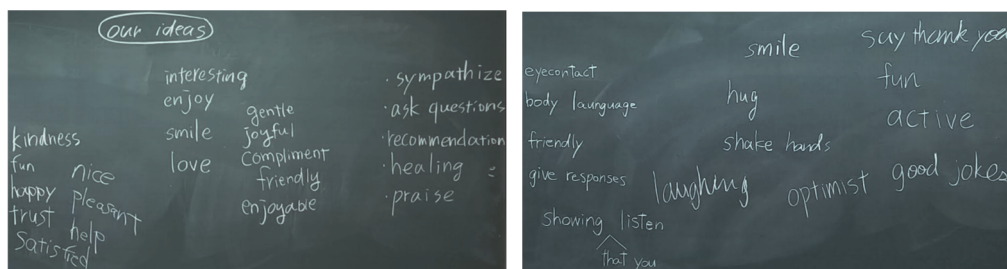 our ideas
kindness
fun
happy
trust
Satisfied
nice
pleasant
help
interesting
enjoy
smile
love
gentle
joyful
compliment
friendly
enjoyable
· sympathize
· ask questions
· recommendation
· healing
· praise
eyecontact
body launguage
friendly
give responses
showing listen
that you
smile
hug
shake hands
laughing
optimist
say thank you
fun
active
good jokes